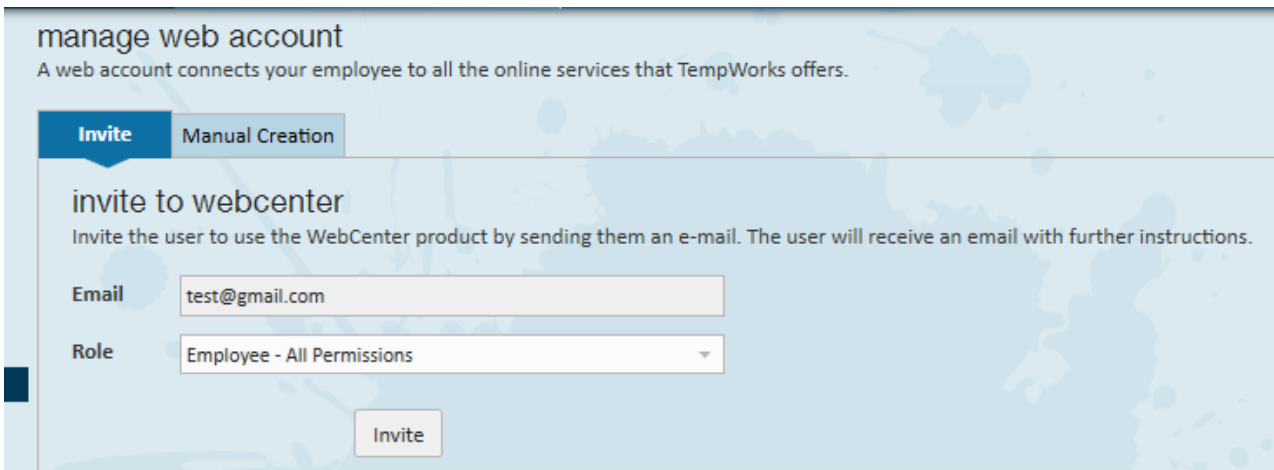 manage web account
A web account connects your employee to all the online services that TempWorks offers.
Invite
Manual Creation
invite to webcenter
Invite the user to use the WebCenter product by sending them an e-mail. The user will receive an email with further instructions.
Email
test@gmail.com
Role
Employee - All Permissions
Invite